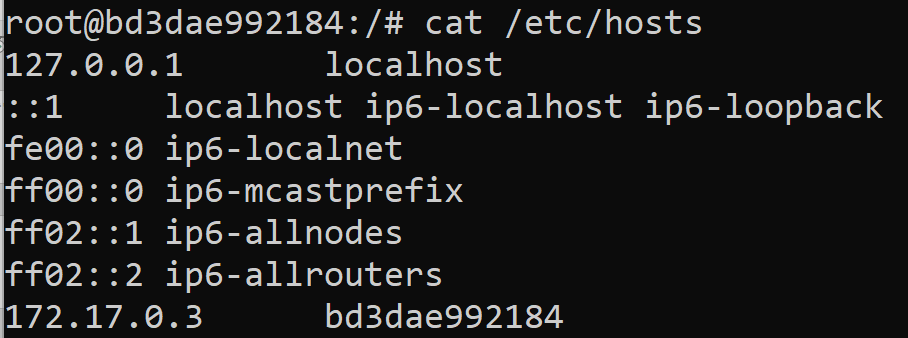 root@bd3dae992184:/# cat /etc/hosts
127.0.0.1       localhost
::1     localhost ip6-localhost ip6-loopback
fe00::0 ip6-localnet
ff00::0 ip6-mcastprefix
ff02::1 ip6-allnodes
ff02::2 ip6-allrouters
172.17.0.3      bd3dae992184